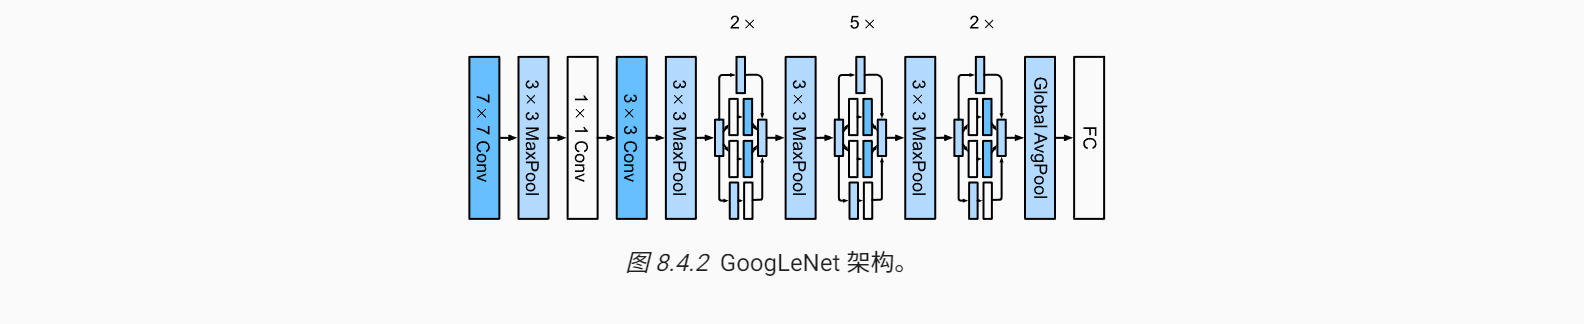 2 ×
5 ×
2 ×
7 × 7 Conv
3 × 3 MaxPool
1 × 1 Conv
3 × 3 Conv
3 × 3 MaxPool
3 × 3 MaxPool
3 × 3 MaxPool
Global AvgPool
FC
图 8.4.2 GoogLeNet 架构。